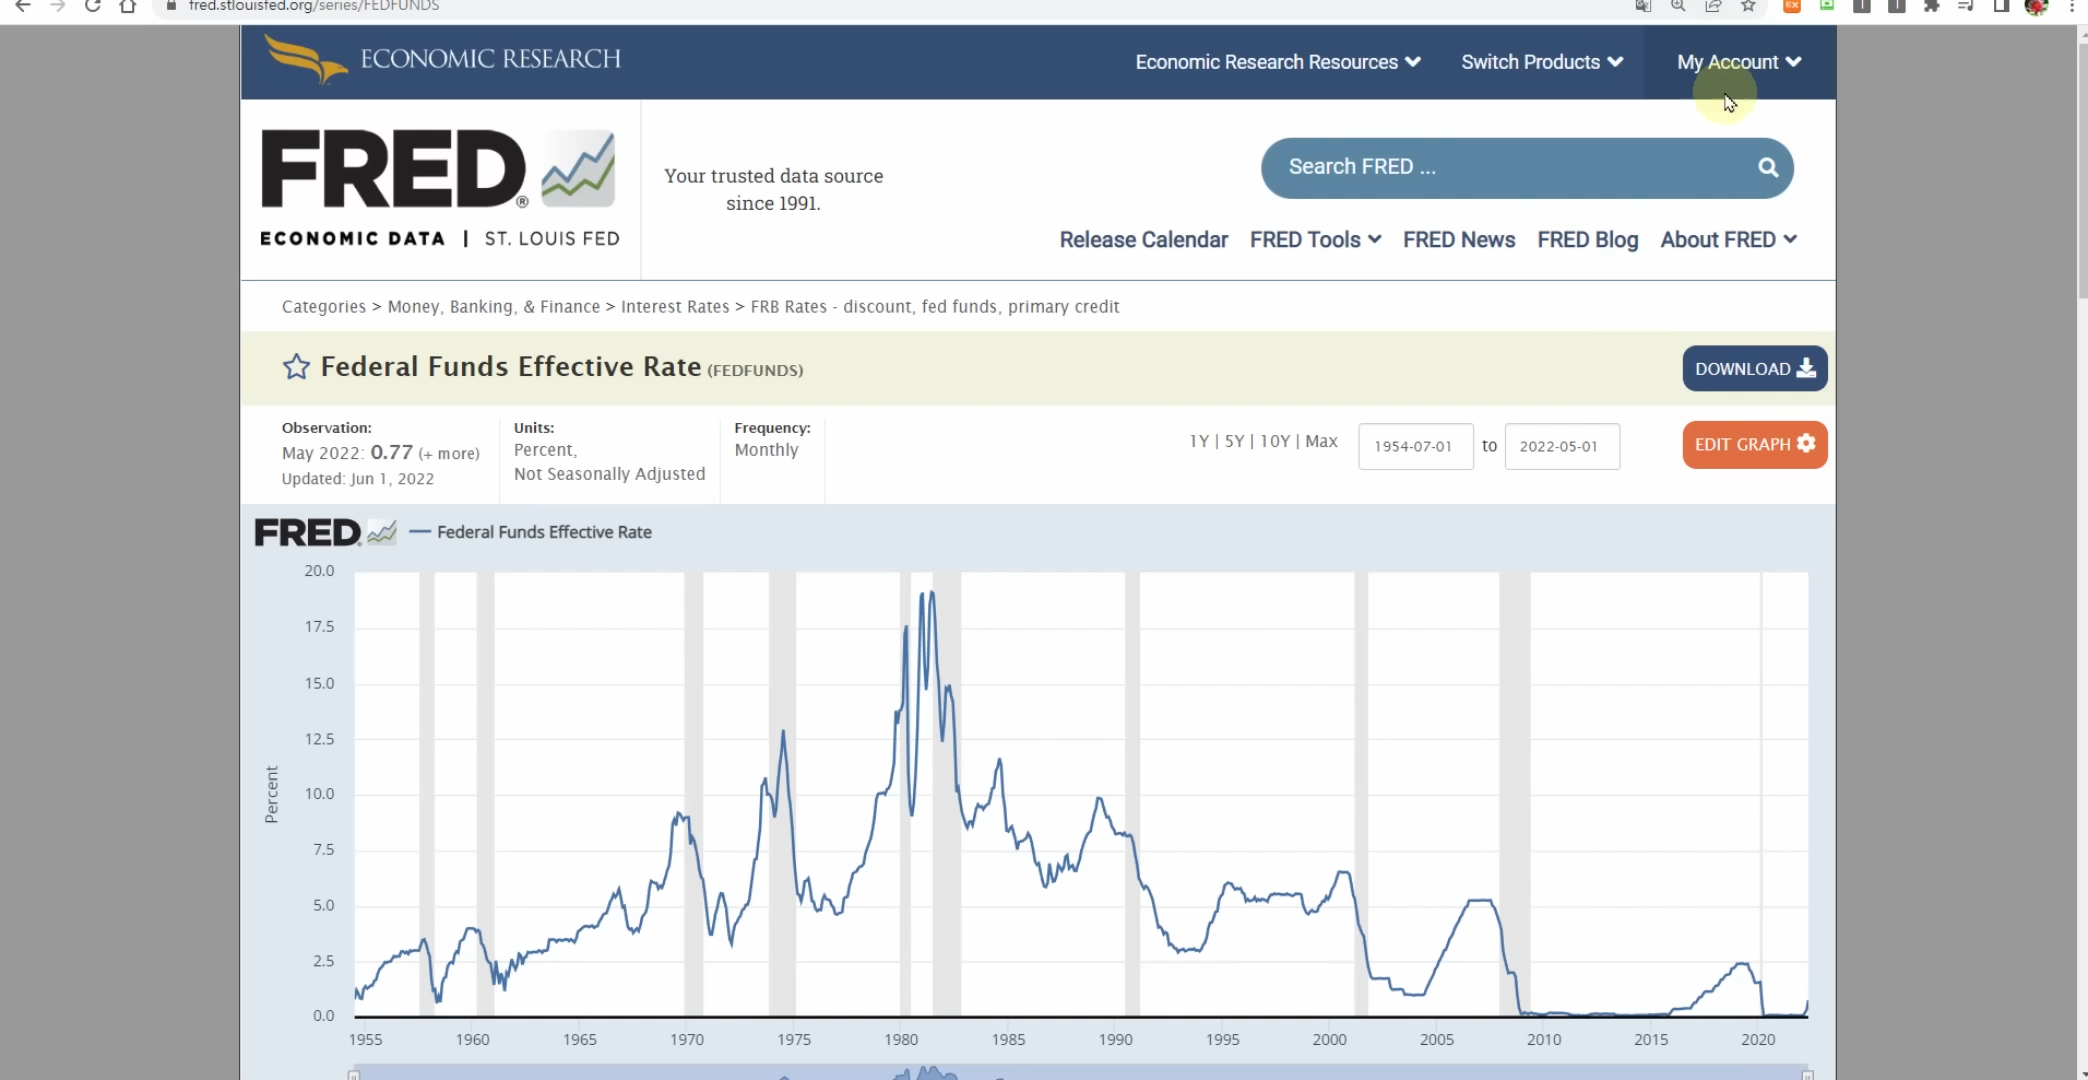 fred.stlouisfed.org/series/FEDFUNDS
ECONOMIC RESEARCH
Economic Research Resources
Switch Products
My Account
FRED®
ECONOMIC DATA | ST. LOUIS FED
Your trusted data source
since 1991.
Search FRED ...
Release Calendar
FRED Tools
FRED News
FRED Blog
About FRED
Categories > Money, Banking, & Finance > Interest Rates > FRB Rates - discount, fed funds, primary credit
Federal Funds Effective Rate (FEDFUNDS)
DOWNLOAD
Observation:
May 2022: 0.77 (+ more)
Updated: Jun 1, 2022
Units:
Percent,
Not Seasonally Adjusted
Frequency:
Monthly
1Y | 5Y | 10Y | Max
1954-07-01 to 2022-05-01
EDIT GRAPH
FRED
Federal Funds Effective Rate
20.0
17.5
15.0
12.5
10.0
7.5
5.0
2.5
0.0
Percent
1955 1960 1965 1970 1975 1980 1985 1990 1995 2000 2005 2010 2015 2020